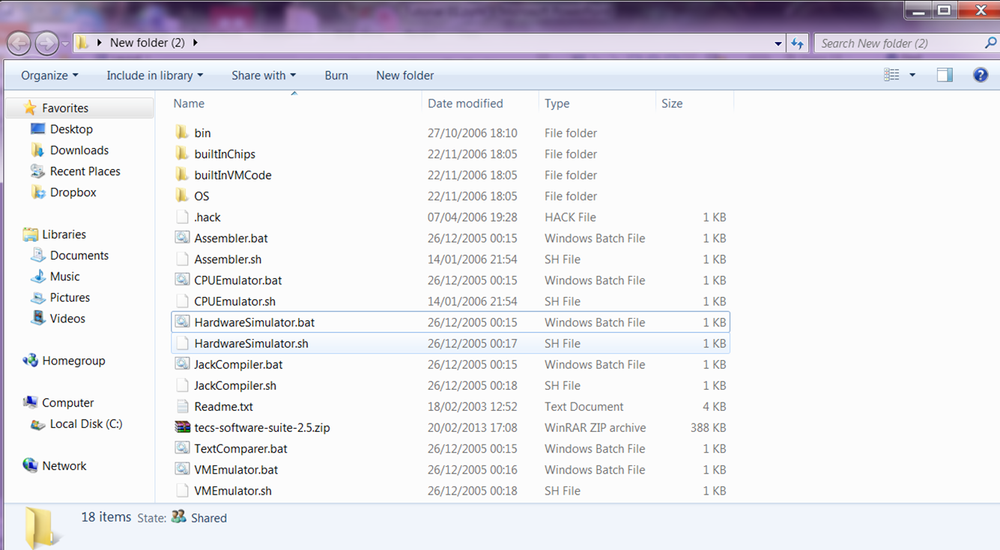 New folder (2)
Search New folder (2)
Organize Include in library Share with Burn New folder
Name Date modified Type Size
Favorites
Desktop
Downloads
Recent Places
Dropbox
Libraries
Documents
Music
Pictures
Videos
Homegroup
Computer
Local Disk (C:)
Network
bin 27/10/2006 18:10 File folder
builtInChips 22/11/2006 18:05 File folder
builtInVMCode 22/11/2006 18:05 File folder
OS 22/11/2006 18:05 File folder
.hack 07/04/2006 19:28 HACK File 1 KB
Assembler.bat 26/12/2005 00:15 Windows Batch File 1 KB
Assembler.sh 14/01/2006 21:54 SH File 1 KB
CPUEmulator.bat 26/12/2005 00:15 Windows Batch File 1 KB
CPUEmulator.sh 14/01/2006 21:54 SH File 1 KB
HardwareSimulator.bat 26/12/2005 00:15 Windows Batch File 1 KB
HardwareSimulator.sh 26/12/2005 00:17 SH File 1 KB
JackCompiler.bat 26/12/2005 00:15 Windows Batch File 1 KB
JackCompiler.sh 26/12/2005 00:18 SH File 1 KB
Readme.txt 18/02/2003 12:52 Text Document 4 KB
tecs-software-suite-2.5.zip 20/02/2013 17:08 WinRAR ZIP archive 388 KB
TextComparer.bat 26/12/2005 00:15 Windows Batch File 1 KB
VMEmulator.bat 26/12/2005 00:16 Windows Batch File 1 KB
VMEmulator.sh 26/12/2005 00:18 SH File 1 KB
18 items State: Shared